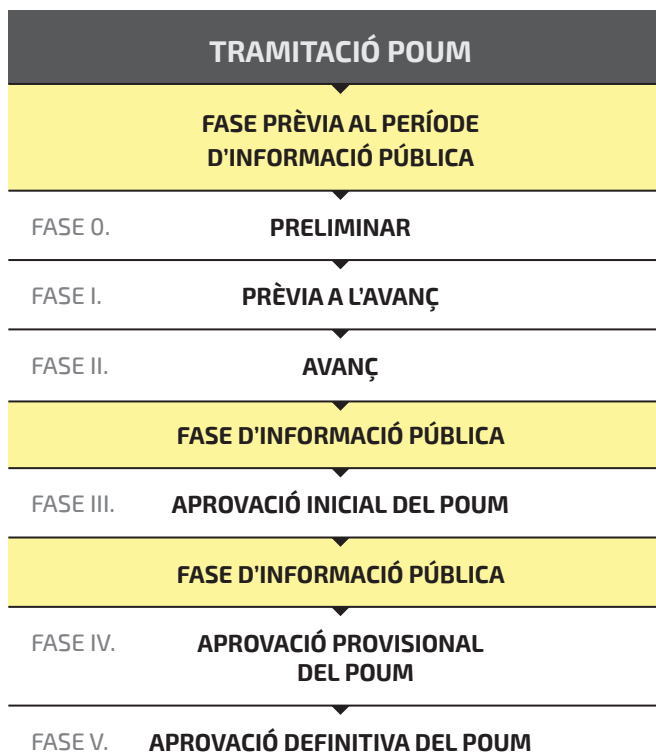 TRAMITACIÓ POUM
FASE PRÈVIA AL PERÍODE
D'INFORMACIÓ PÚBLICA
FASE 0. PRELIMINAR
FASE I. PRÈVIA A L'AVANÇ
FASE II. AVANÇ
FASE D'INFORMACIÓ PÚBLICA
FASE III. APROVACIÓ INICIAL DEL POUM
FASE D'INFORMACIÓ PÚBLICA
FASE IV. APROVACIÓ PROVISIONAL
DEL POUM
FASE V. APROVACIÓ DEFINITIVA DEL POUM